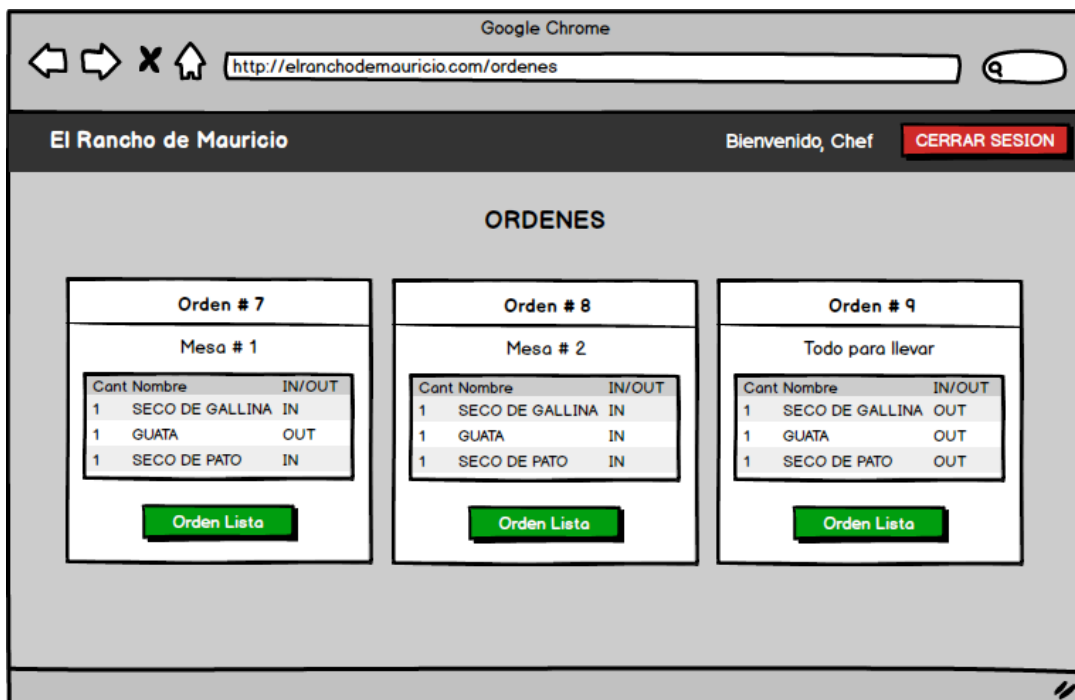 Google Chrome
http://elranchodemauricio.com/ordenes
El Rancho de Mauricio
Bienvenido, Chef
CERRAR SESION
ORDENES
Orden # 7
Mesa # 1
Cant Nombre IN/OUT
1 SECO DE GALLINA IN
1 GUATA OUT
1 SECO DE PATO IN
Orden Lista
Orden # 8
Mesa # 2
Cant Nombre IN/OUT
1 SECO DE GALLINA IN
1 GUATA IN
1 SECO DE PATO IN
Orden Lista
Orden # 9
Todo para llevar
Cant Nombre IN/OUT
1 SECO DE GALLINA OUT
1 GUATA OUT
1 SECO DE PATO OUT
Orden Lista